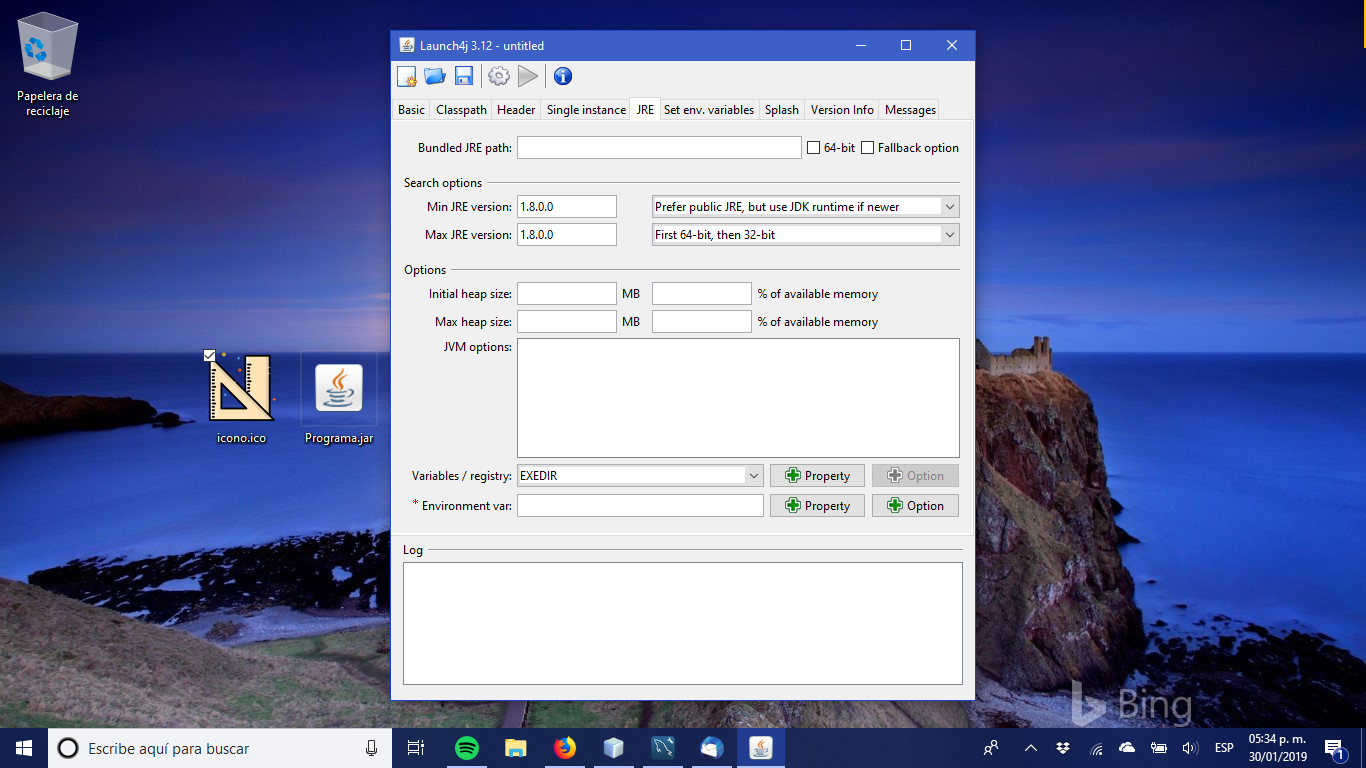 Papelera de
reciclaje
icono.ico
Programa.jar
Launch4j 3.12 - untitled
Basic Classpath Header Single instance JRE Set env. variables Splash Version Info Messages
Bundled JRE path: 64-bit Fallback option
Search options
Min JRE version: 1.8.0.0 Prefer public JRE, but use JDK runtime if newer
Max JRE version: 1.8.0.0 First 64-bit, then 32-bit
Options
Initial heap size: MB % of available memory
Max heap size: MB % of available memory
JVM options:
Variables / registry: EXEDIR Property Option
* Environment var: Property Option
Log
Bing
Escribe aquí para buscar
ESP
05:34 p. m.
30/01/2019
1